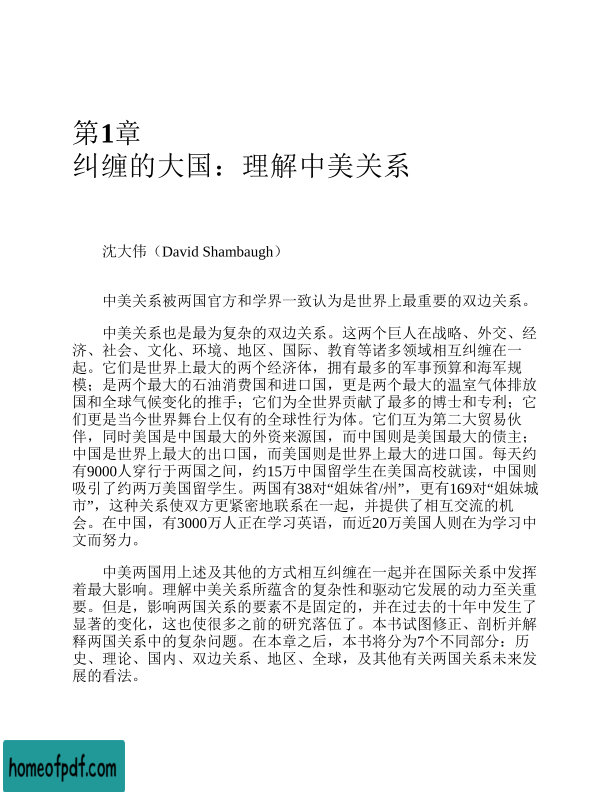 第1章
纠缠的大国：理解中美关系
沈大伟（David Shambaugh）
中美关系被两国官方和学界一致认为是世界上最重要的双边关系。
中美关系也是最为复杂的双边关系。这两个巨人在战略、外交、经
济、社会、文化、环境、地区、国际、教育等诸多领域相互纠缠在一
起。它们是世界上最大的两个经济体，拥有最多的军事预算和海军规
模；是两个最大的石油消费国和进口国，更是两个最大的温室气体排放
国和全球气候变化的推手；它们为全世界贡献了最多的博士和专利；它
们更是当今世界舞台上仅有的全球性行为体。它们互为第二大贸易伙
伴，同时美国是中国最大的外资来源国，而中国则是美国最大的债主；
中国是世界上最大的出口国，而美国则是世界上最大的进口国。每天约
有9000人穿行于两国之间，约15万中国留学生在美国高校就读，中国则
吸引了约两万美国留学生。两国有38对“姐妹省/州”，更有169对“姐妹城
市”，这种关系使双方更紧密地联系在一起，并提供了相互交流的机
会。在中国，有3000万人正在学习英语，而近20万美国人则在为学习中
文而努力。
中美两国用上述及其他的方式相互纠缠在一起并在国际关系中发挥
着最大影响。理解中美关系所蕴含的复杂性和驱动它发展的动力至关重
要。但是，影响两国关系的要素不是固定的，并在过去的十年中发生了
显著的变化，这也使很多之前的研究落伍了。本书试图修正、剖析并解
释两国关系中的复杂问题。在本章之后，本书将分为7个不同部分：历
史、理论、国内、双边关系、地区、全球，及其他有关两国关系未来发
展的看法。
homeofpdf.com